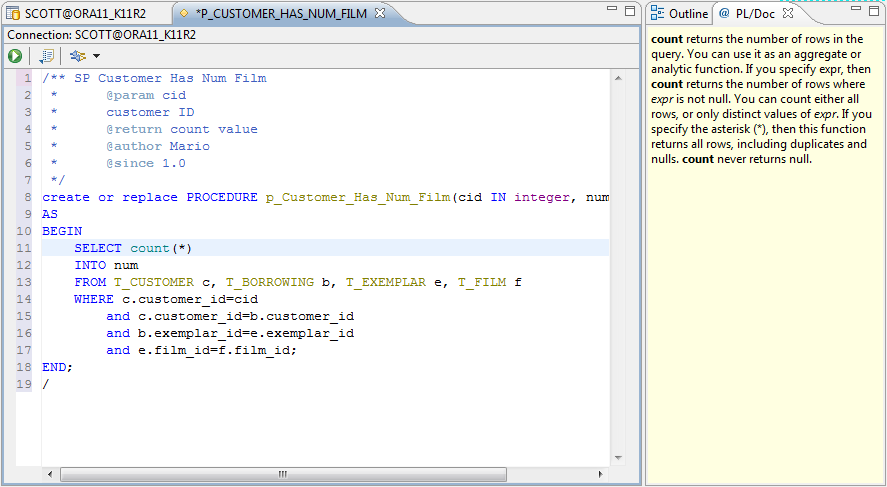 SCOTT@ORA11_K11R2
*P_CUSTOMER_HAS_NUM_FILM
Connection: SCOTT@ORA11_K11R2
1 /** SP Customer Has Num Film
2 * @param cid
3 * customer ID
4 * @return count value
5 * @author Mario
6 * @since 1.0
7 */
8 create or replace PROCEDURE p_Customer_Has_Num_Film(cid IN integer, num
9 AS
10 BEGIN
11 SELECT count(*)
12 INTO num
13 FROM T_CUSTOMER c, T_BORROWING b, T_EXEMPLAR e, T_FILM f
14 WHERE c.customer_id=cid
15 and c.customer_id=b.customer_id
16 and b.exemplar_id=e.exemplar_id
17 and e.film_id=f.film_id;
18 END;
19 /
Outline
@ PL/Doc
count returns the number of rows in the
query. You can use it as an aggregate or
analytic function. If you specify expr, then
count returns the number of rows where
expr is not null. You can count either all
rows, or only distinct values of expr. If you
specify the asterisk (*), then this function
returns all rows, including duplicates and
nulls. count never returns null.